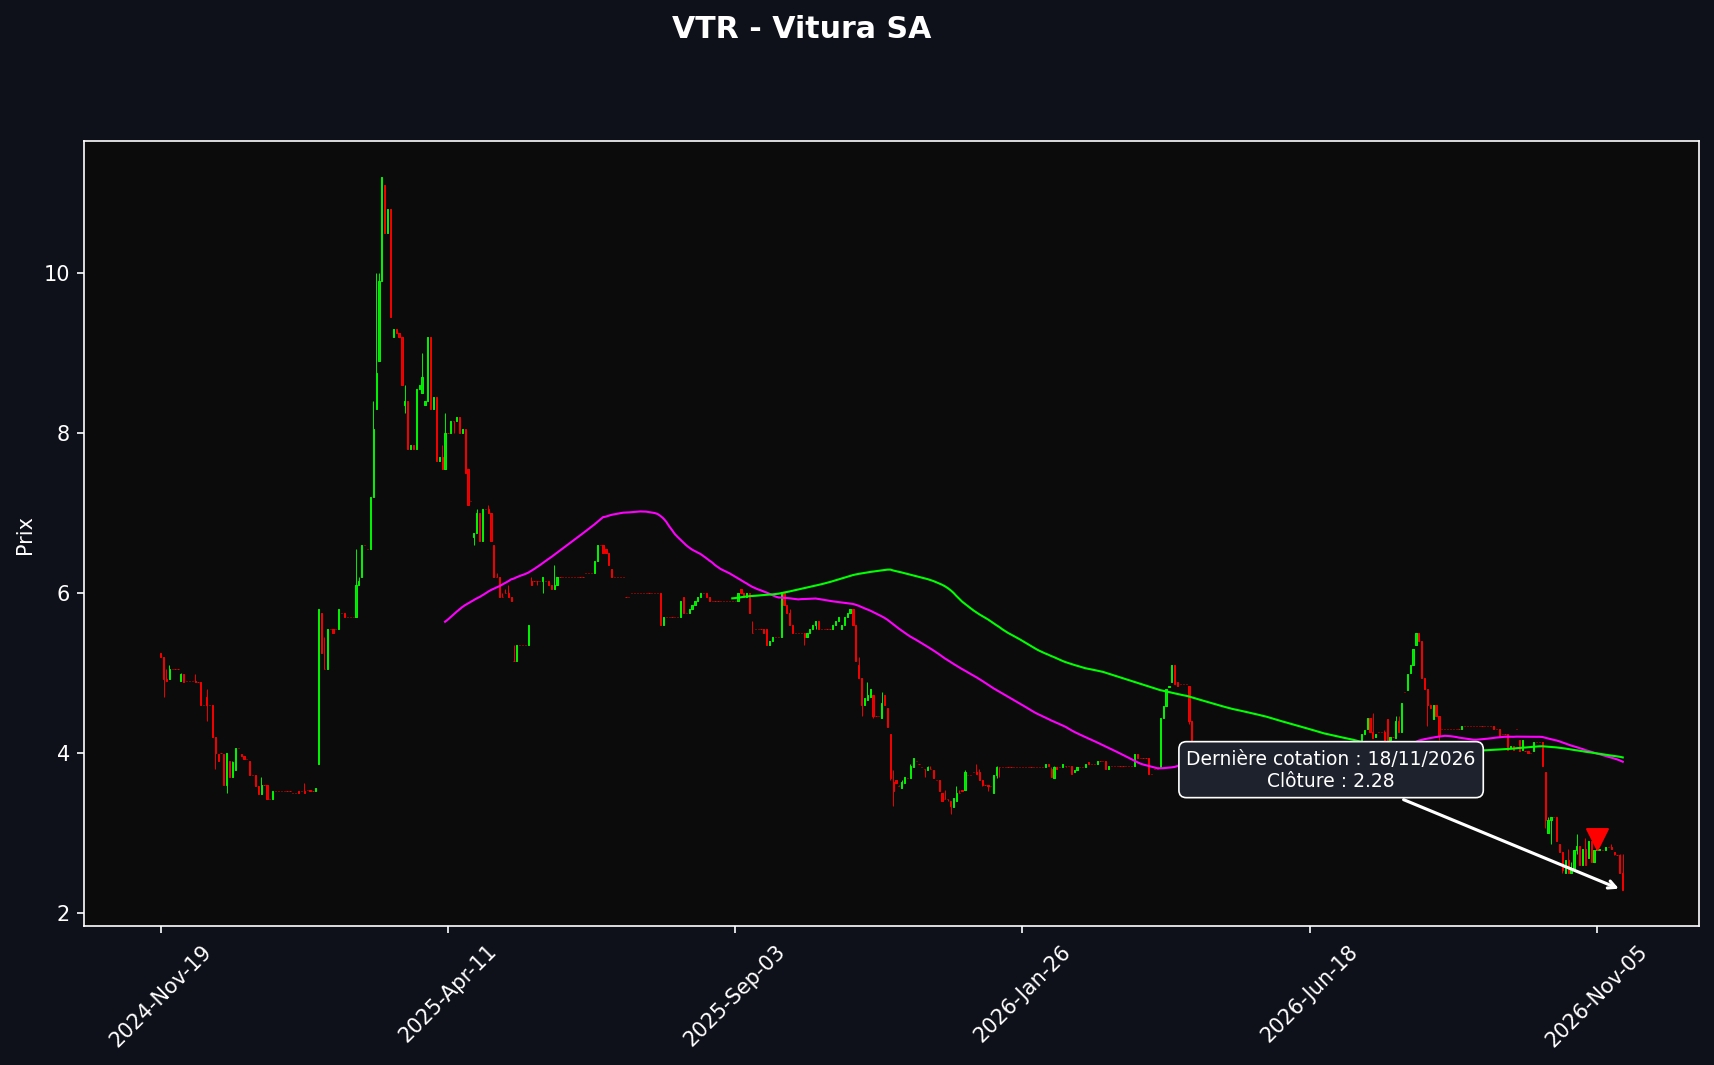 VTR - Vitura SA
Prix
10
8
6
4
2
Dernière cotation : 18/11/2026
Clôture : 2.28
2024-Nov-19
2025-Apr-11
2025-Sep-03
2026-Jan-26
2026-Jun-18
2026-Nov-05